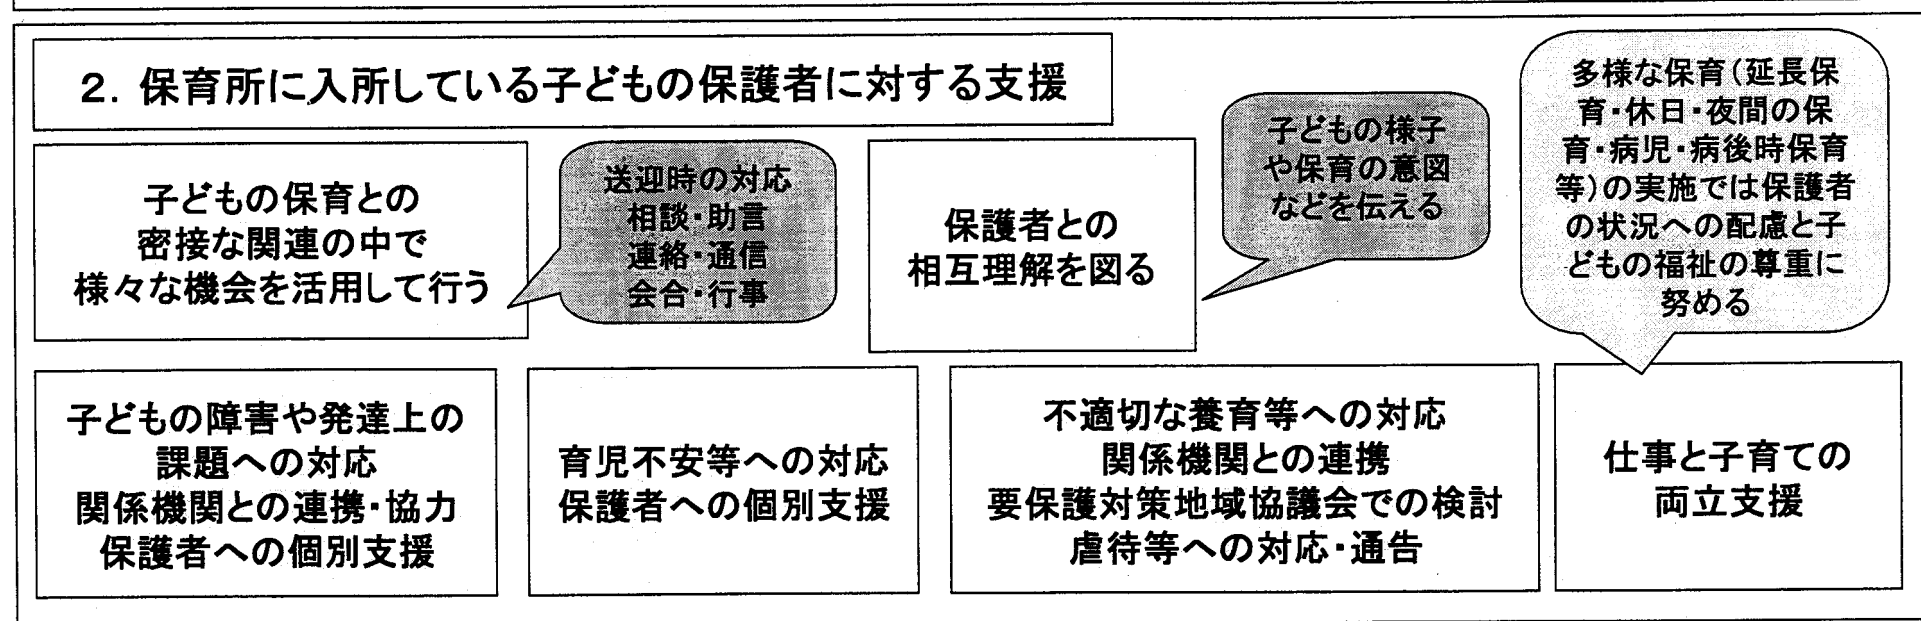 2. 保育所に入所している子どもの保護者に対する支援
子どもの保育との
密接な関連の中で
様々な機会を活用して行う
送迎時の対応
相談・助言
連絡・通信
会合・行事
保護者との
相互理解を図る
子どもの様子
や保育の意図
などを伝える
多様な保育(延長保
育・休日・夜間の保
育・病児・病後時保育
等)の実施では保護者
の状況への配慮と子
どもの福祉の尊重に
努める
子どもの障害や発達上の
課題への対応
関係機関との連携・協力
保護者への個別支援
育児不安等への対応
保護者への個別支援
不適切な養育等への対応
関係機関との連携
要保護対策地域協議会での検討
虐待等への対応・通告
仕事と子育ての
両立支援